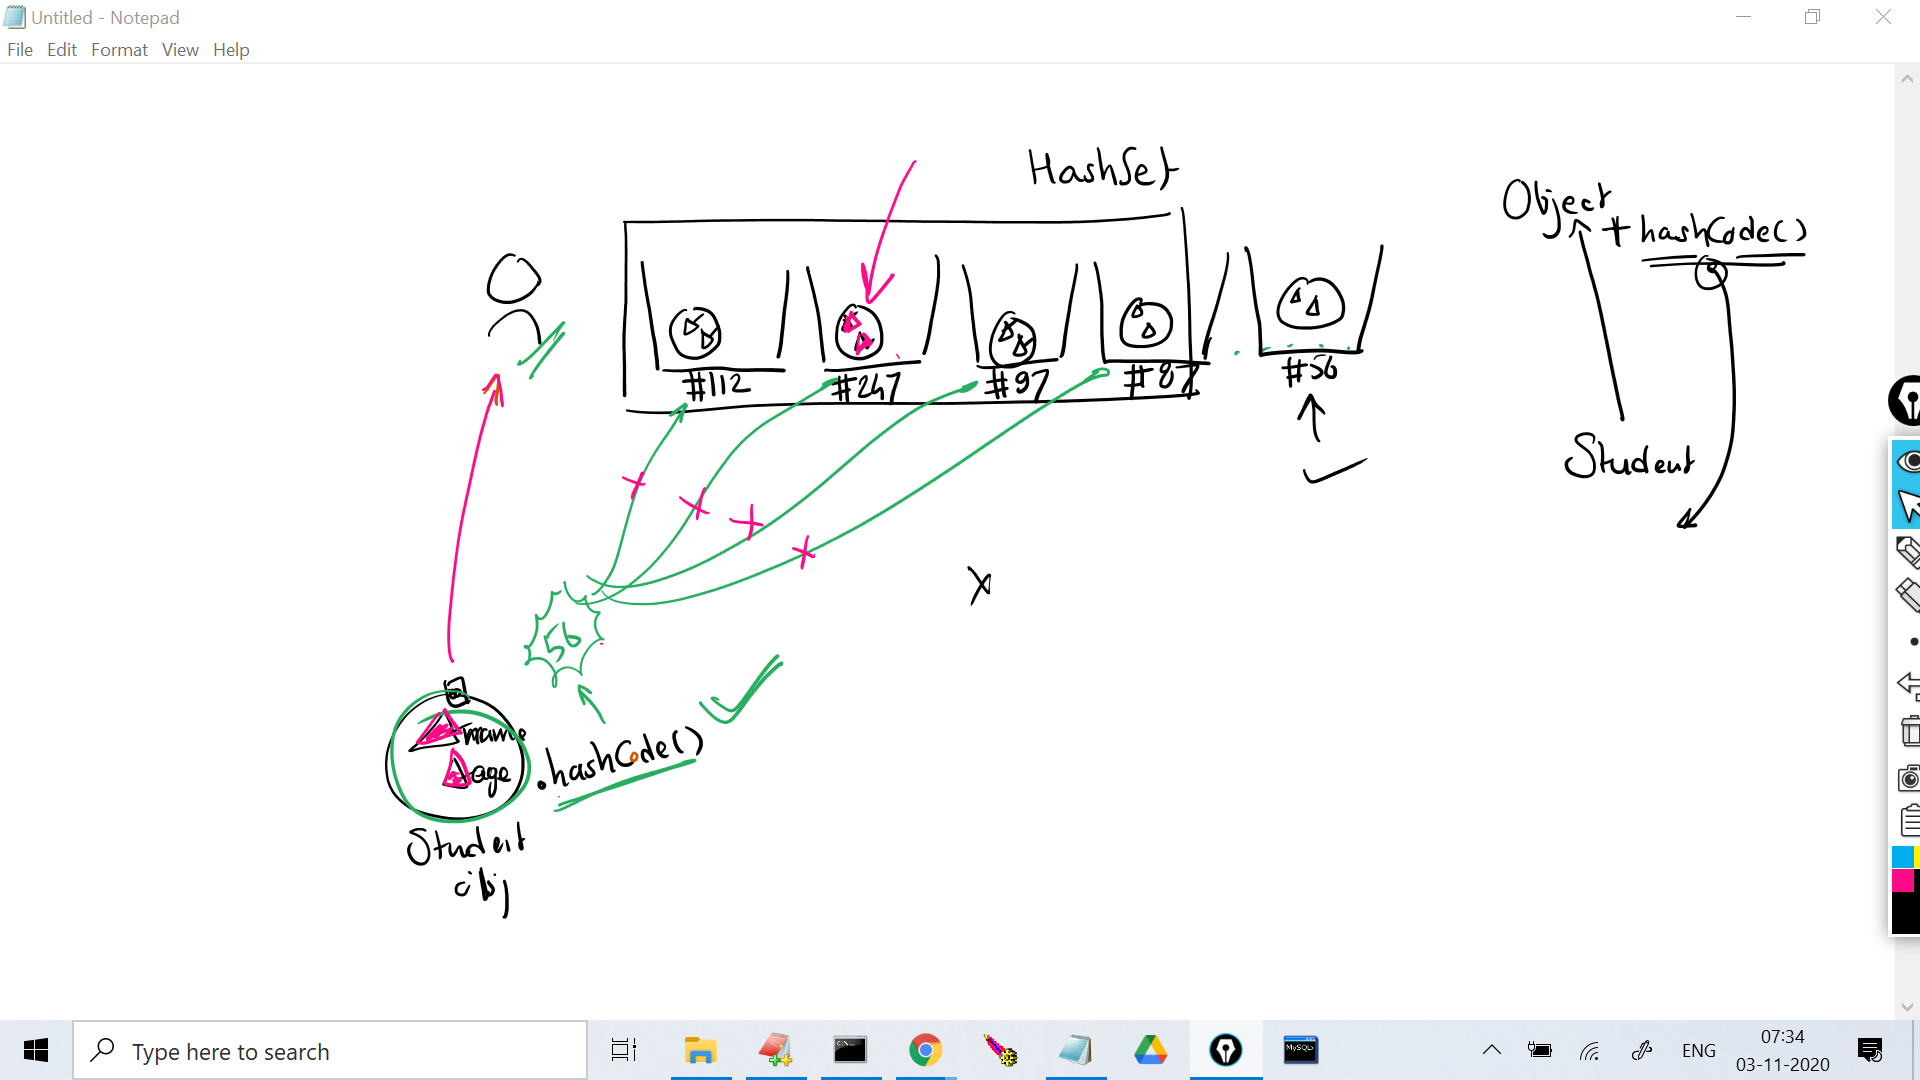 Untitled - Notepad
File Edit Format View Help
HashSet
Object
+ hashCode()
#112 #247 #97 #87 #56
Student
56
name
age
.hashCode()
Student
obj
Type here to search
MySQL
ENG
07:34
03-11-2020